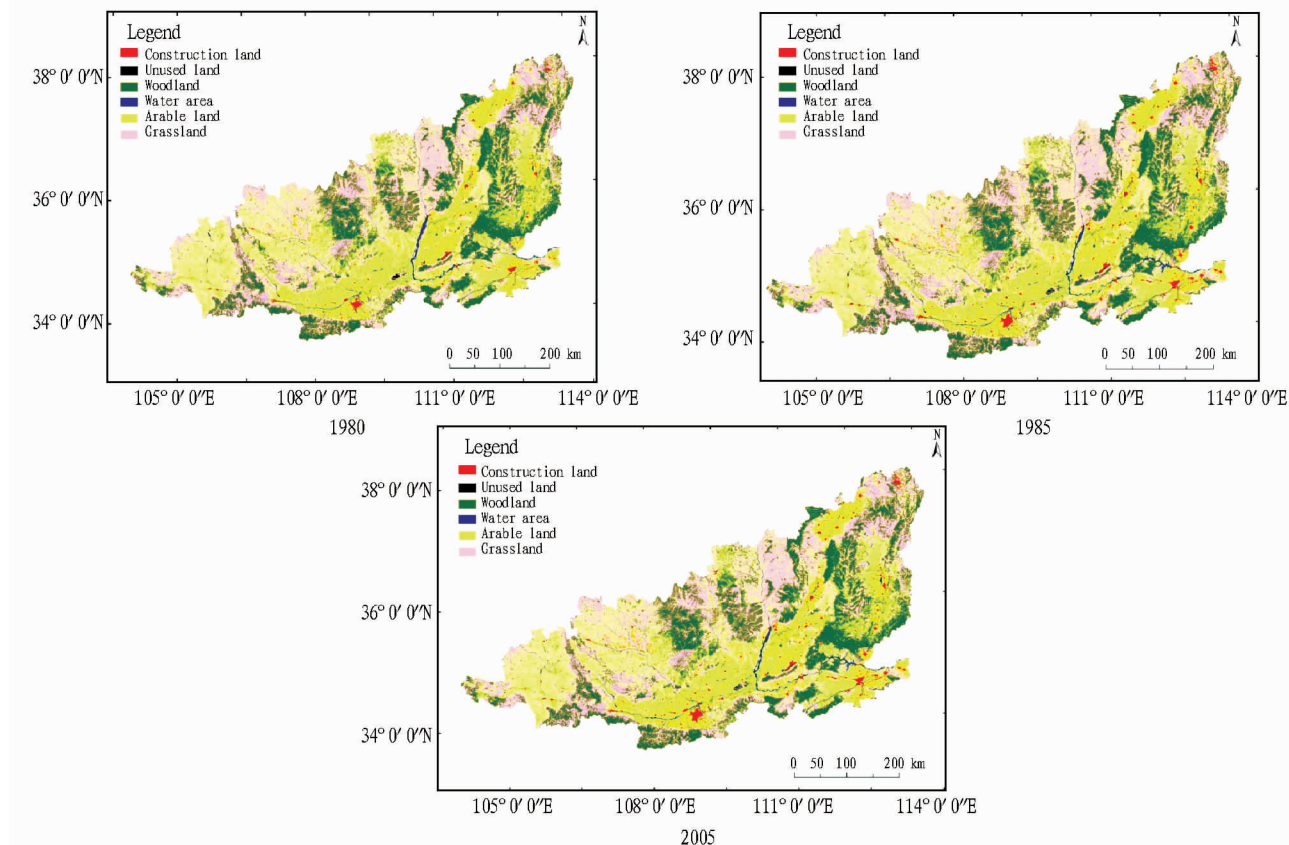 N
Legend
Construction land
Unused land
Woodland
Water area
Arable land
Grassland
38° 0′ 0″N
36° 0′ 0″N
34° 0′ 0″N
0 50 100 200 km
105° 0′ 0″E 108° 0′ 0″E 111° 0′ 0″E 114° 0′ 0″E
1980
N
Legend
Construction land
Unused land
Woodland
Water area
Arable land
Grassland
38° 0′ 0″N
36° 0′ 0″N
34° 0′ 0″N
0 50 100 200 km
105° 0′ 0″E 108° 0′ 0″E 111° 0′ 0″E 114° 0′ 0″E
1985
N
Legend
Construction land
Unused land
Woodland
Water area
Arable land
Grassland
38° 0′ 0″N
36° 0′ 0″N
34° 0′ 0″N
0 50 100 200 km
105° 0′ 0″E 108° 0′ 0″E 111° 0′ 0″E 114° 0′ 0″E
2005